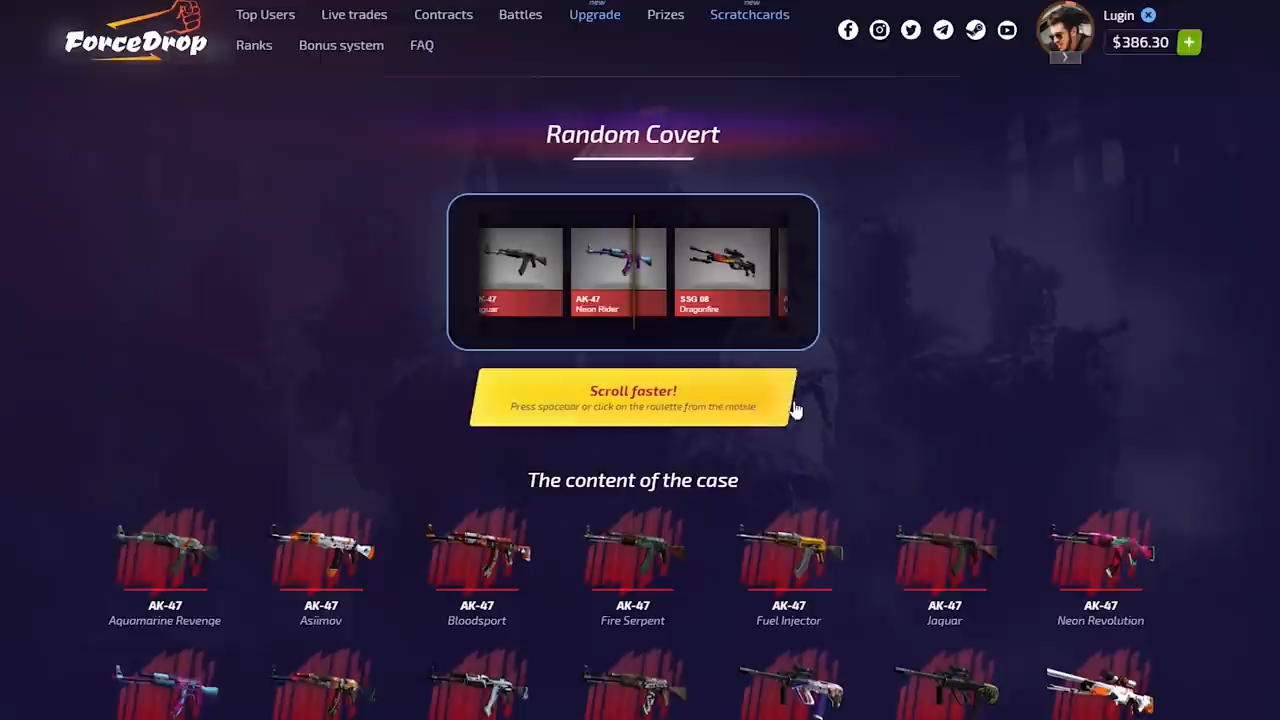 ForceDrop
Top Users
Live trades
Contracts
Battles
new
Upgrade
Prizes
new
Scratchcards
Ranks
Bonus system
FAQ
Lugin
$386.30
+
Random Covert
AK-47
Neon Rider
SSG 08
Dragonfire
Scroll faster!
Press spacebar or click on the roulette from the mobile
The content of the case
AK-47
Aquamarine Revenge
AK-47
Asiimov
AK-47
Bloodsport
AK-47
Fire Serpent
AK-47
Fuel Injector
AK-47
Jaguar
AK-47
Neon Revolution